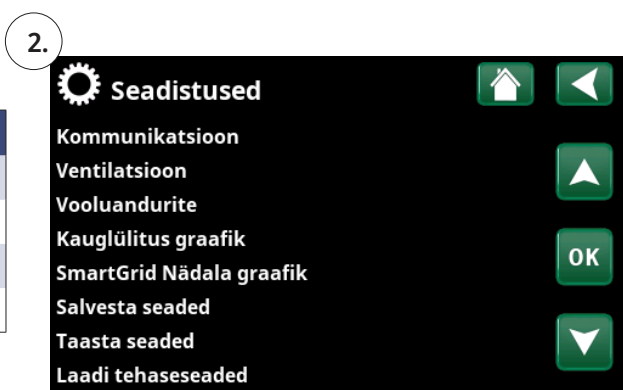 2.
Seadistused
Kommunikatsioon
Ventilatsioon
Vooluandurite
Kauglülitus graafik
SmartGrid Nädala graafik
OK
Salvesta seaded
Taasta seaded
Laadi tehaseseaded